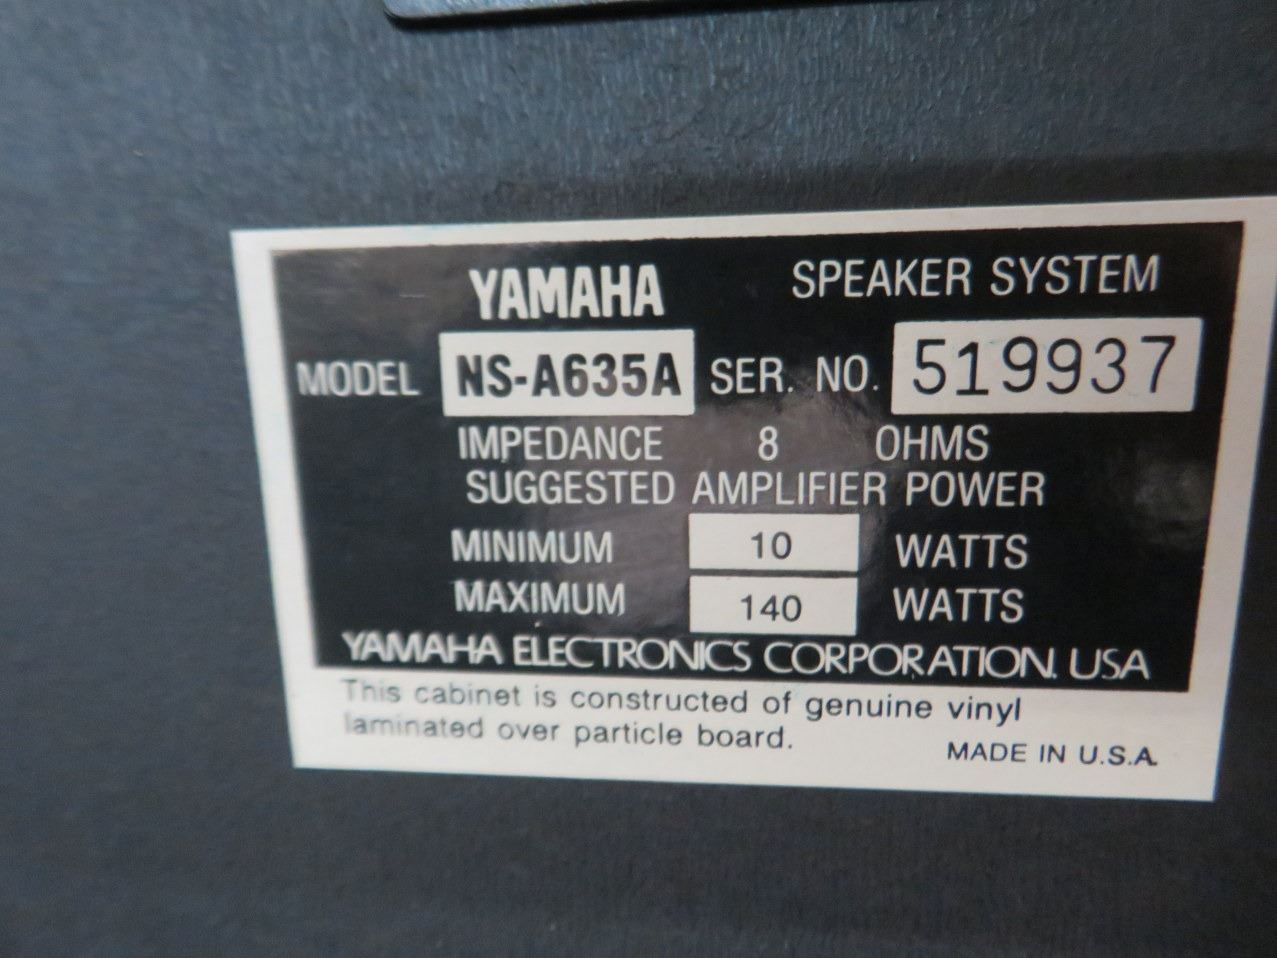 YAMAHA SPEAKER SYSTEM
MODEL NS-A635A SER. NO. 519937
IMPEDANCE 8 OHMS
SUGGESTED AMPLIFIER POWER
MINIMUM 10 WATTS
MAXIMUM 140 WATTS
YAMAHA ELECTRONICS CORPORATION. USA
This cabinet is constructed of genuine vinyl
laminated over particle board.
MADE IN U.S.A.